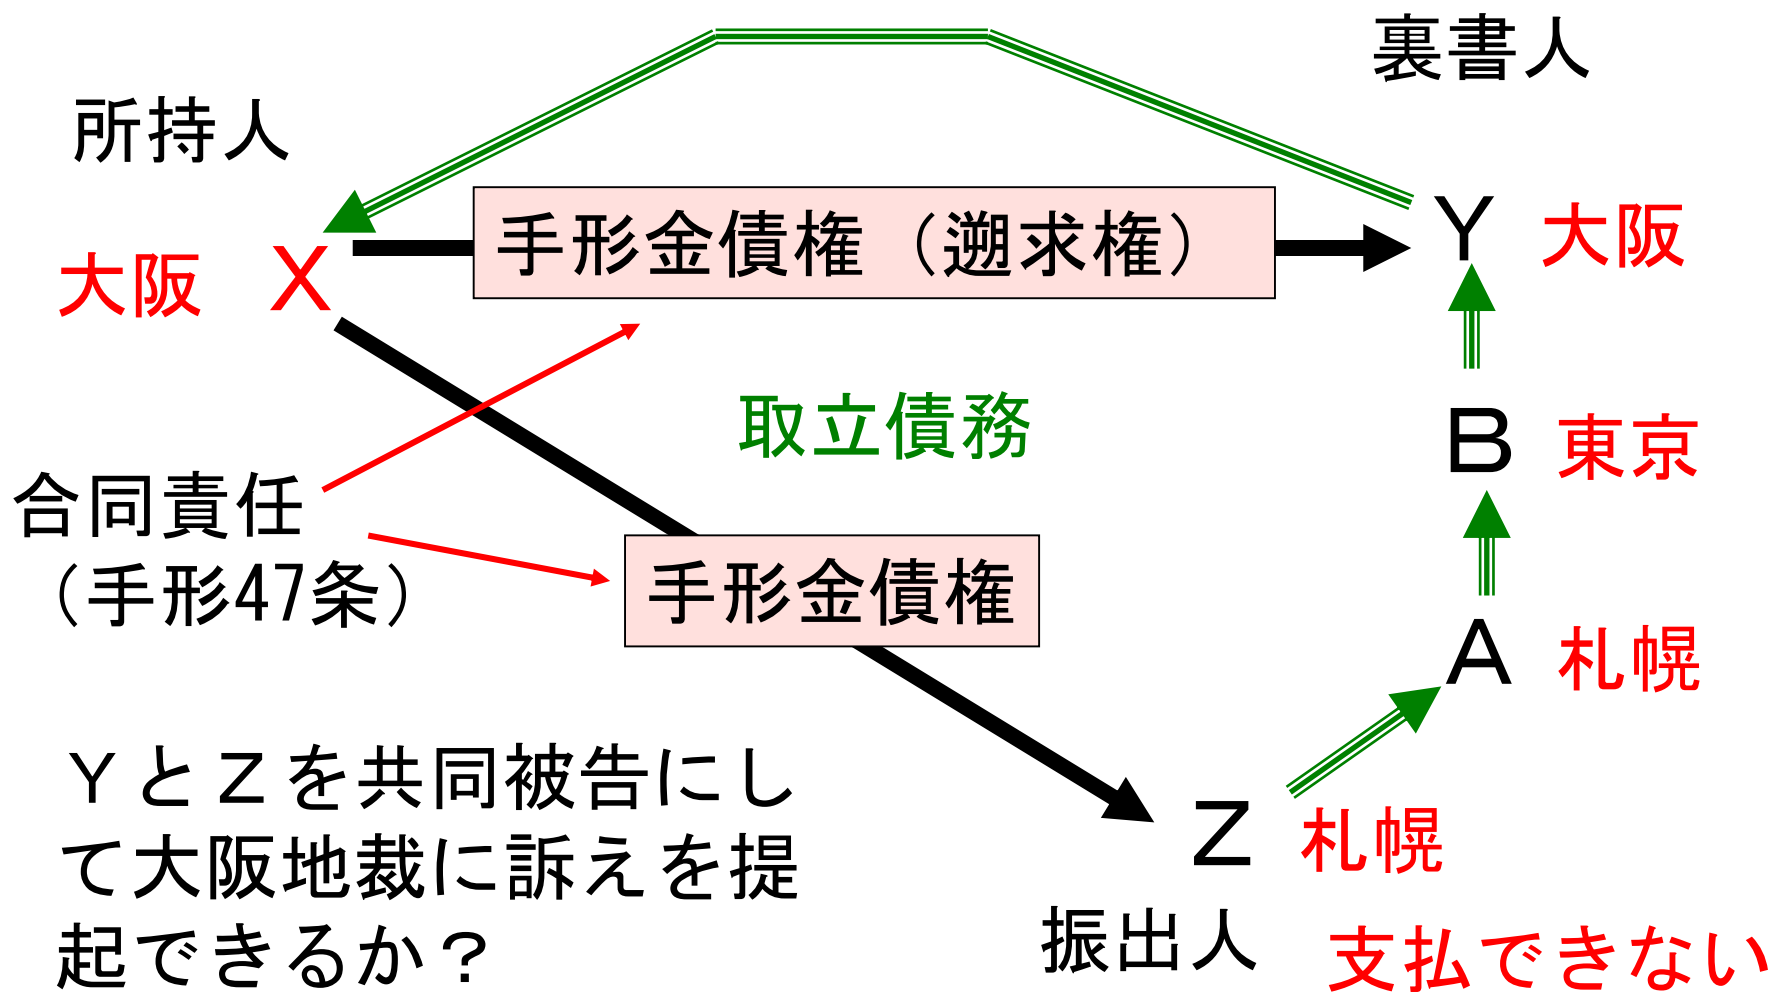 裏書人
所持人
手形金債権（遡求権）
Ｙ 大阪
大阪 Ｘ
取立債務
Ｂ 東京
合同責任
（手形47条）
手形金債権
Ａ 札幌
ＹとＺを共同被告にし
て大阪地裁に訴えを提
起できるか？
Ｚ 札幌
振出人
支払できない